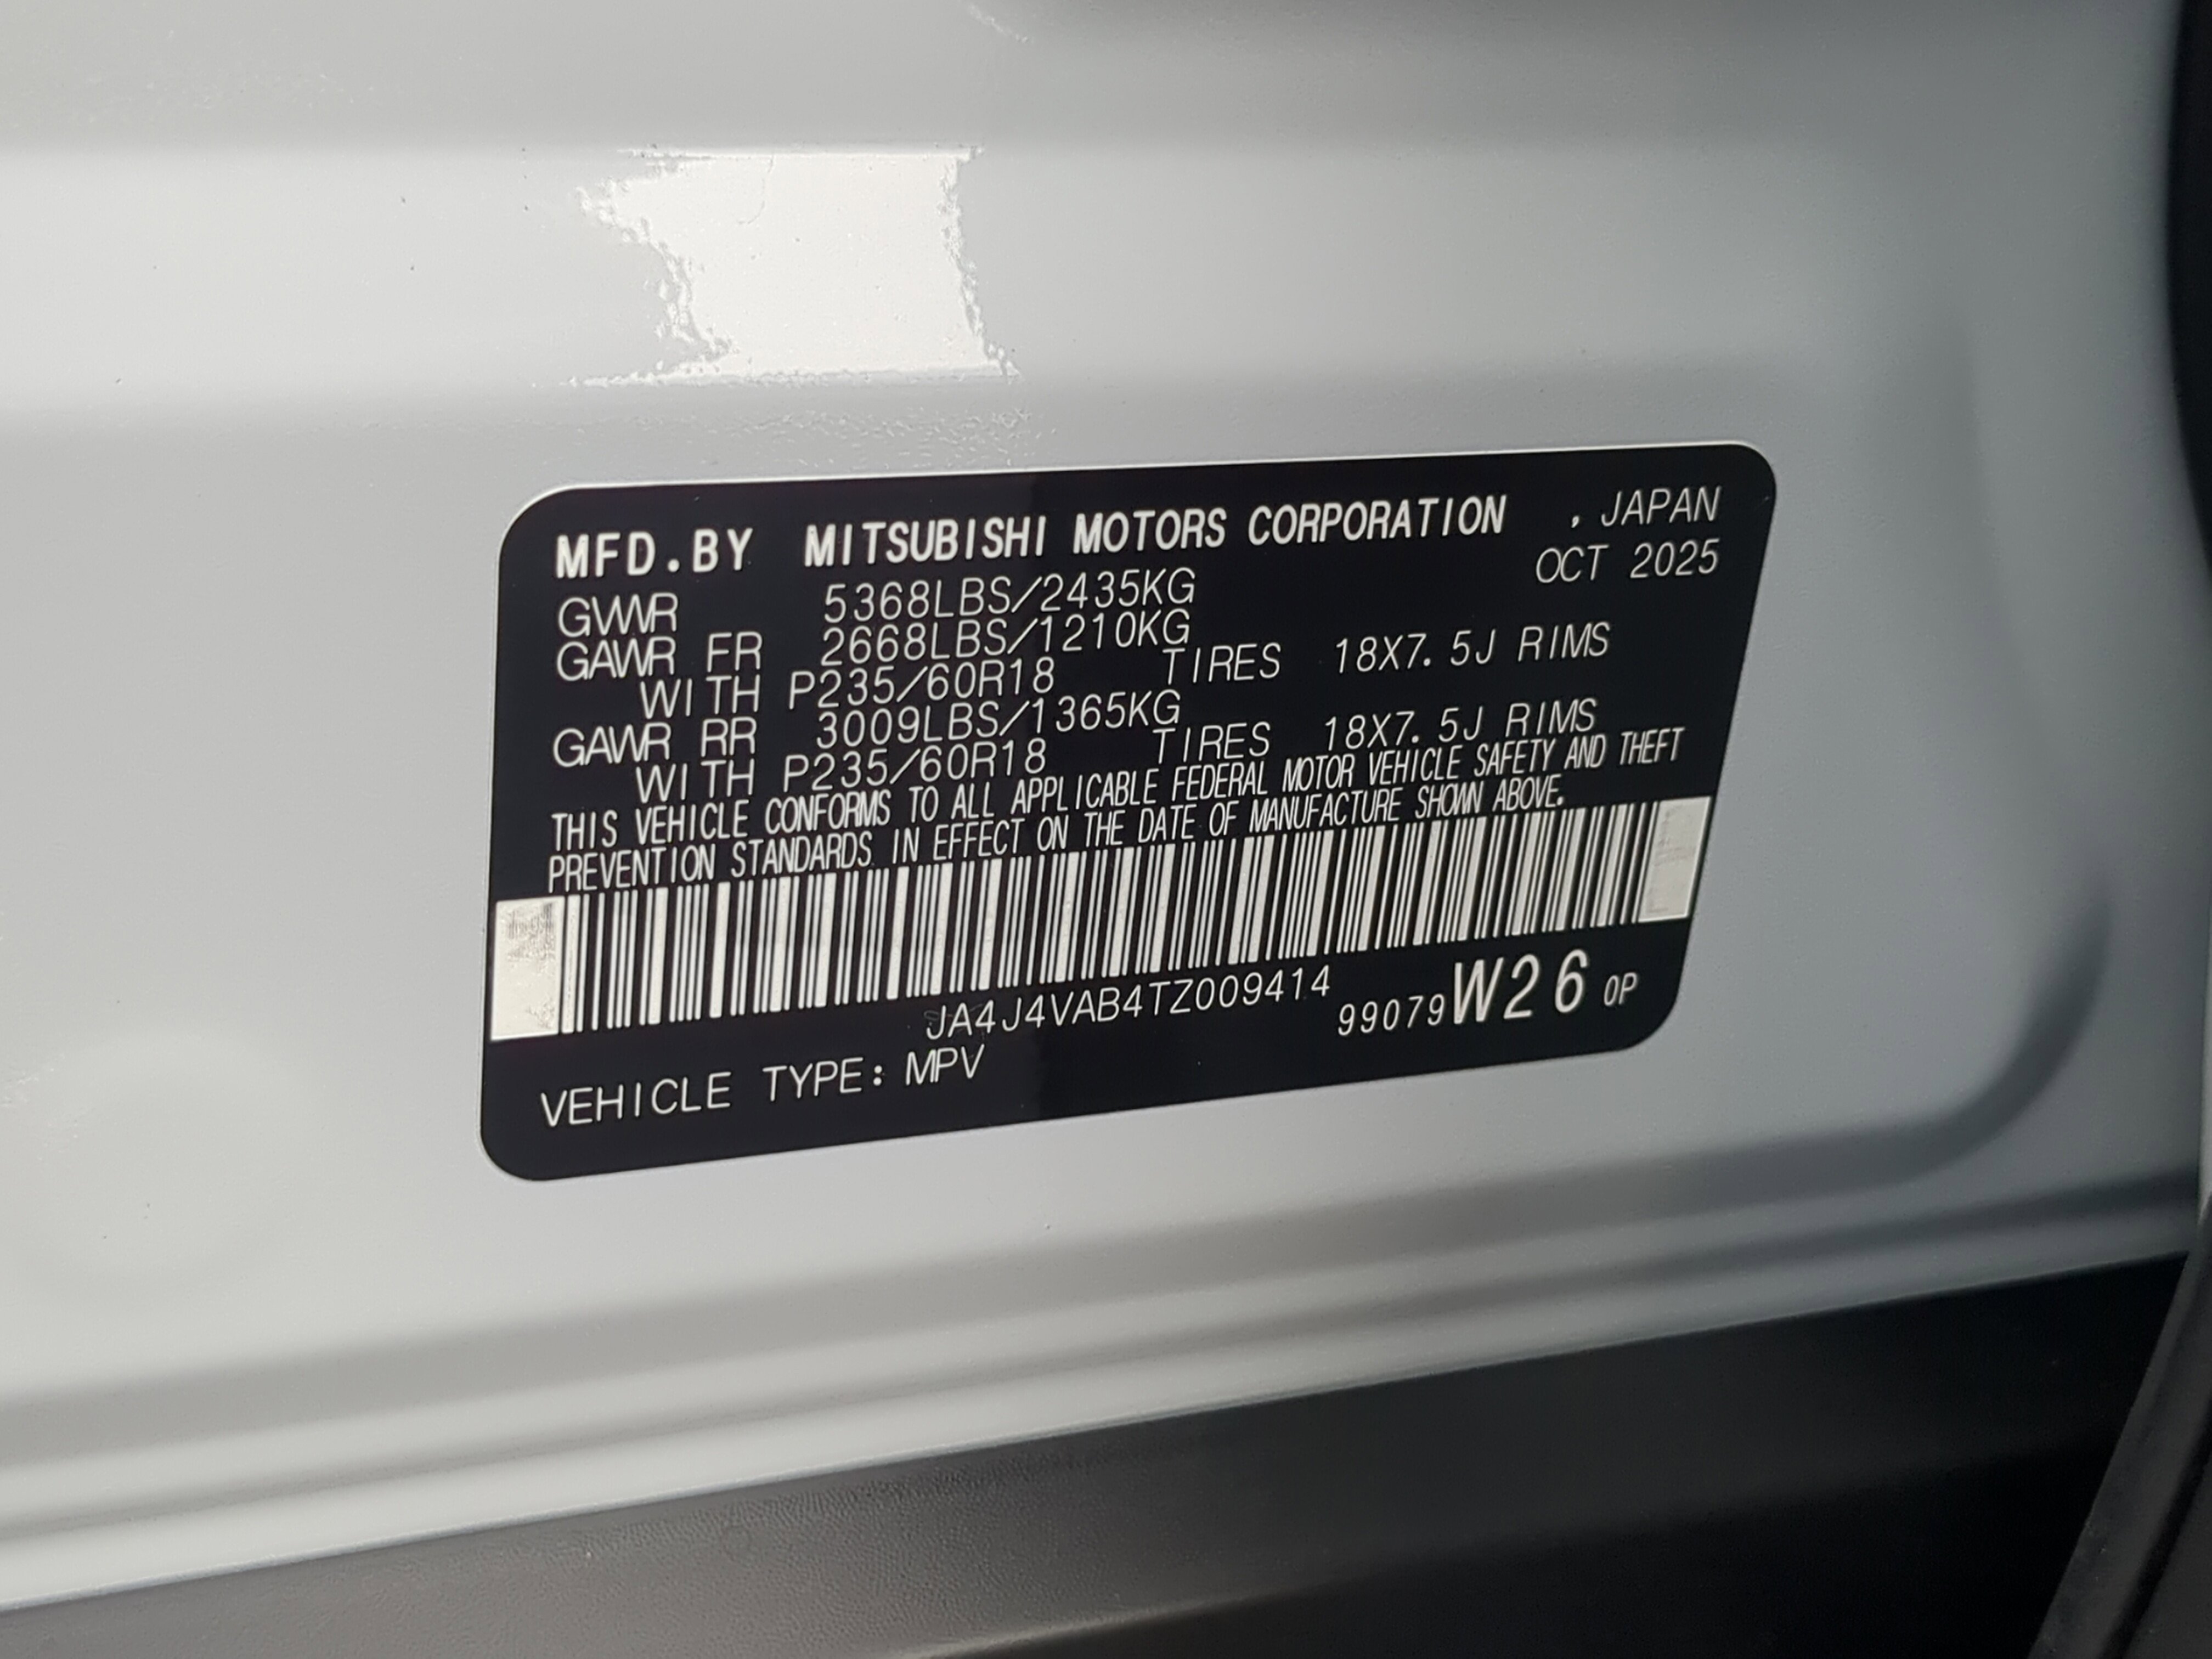 MFD.BY MITSUBISHI MOTORS CORPORATION , JAPAN
OCT 2025
GVWR 5368LBS/2435KG
GAWR FR 2668LBS/1210KG
WITH P235/60R18 TIRES 18X7.5J RIMS
GAWR RR 3009LBS/1365KG
WITH P235/60R18 TIRES 18X7.5J RIMS
THIS VEHICLE CONFORMS TO ALL APPLICABLE FEDERAL MOTOR VEHICLE SAFETY AND THEFT
PREVENTION STANDARDS IN EFFECT ON THE DATE OF MANUFACTURE SHOWN ABOVE.
JA4J4VAB4TZ009414
99079 W26 0P
VEHICLE TYPE: MPV